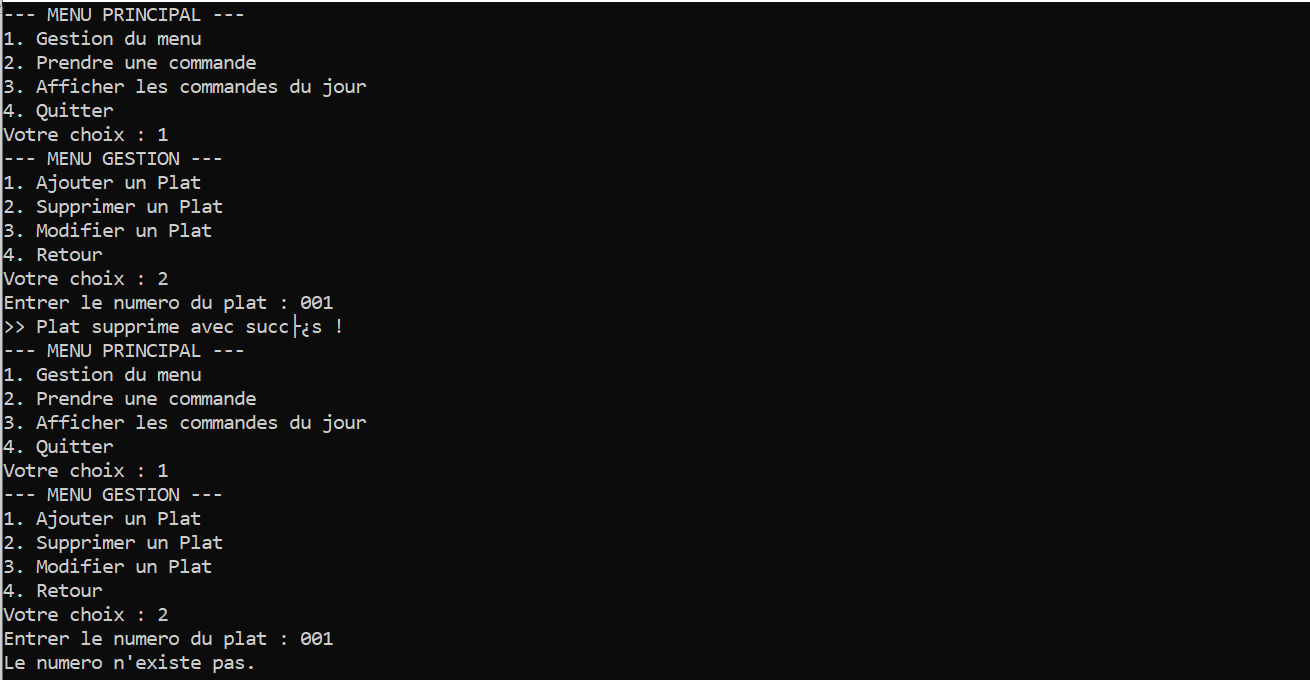 --- MENU PRINCIPAL ---
1. Gestion du menu
2. Prendre une commande
3. Afficher les commandes du jour
4. Quitter
Votre choix : 1
--- MENU GESTION ---
1. Ajouter un Plat
2. Supprimer un Plat
3. Modifier un Plat
4. Retour
Votre choix : 2
Entrer le numero du plat : 001
>> Plat supprime avec succ├¿s !
--- MENU PRINCIPAL ---
1. Gestion du menu
2. Prendre une commande
3. Afficher les commandes du jour
4. Quitter
Votre choix : 1
--- MENU GESTION ---
1. Ajouter un Plat
2. Supprimer un Plat
3. Modifier un Plat
4. Retour
Votre choix : 2
Entrer le numero du plat : 001
Le numero n'existe pas.